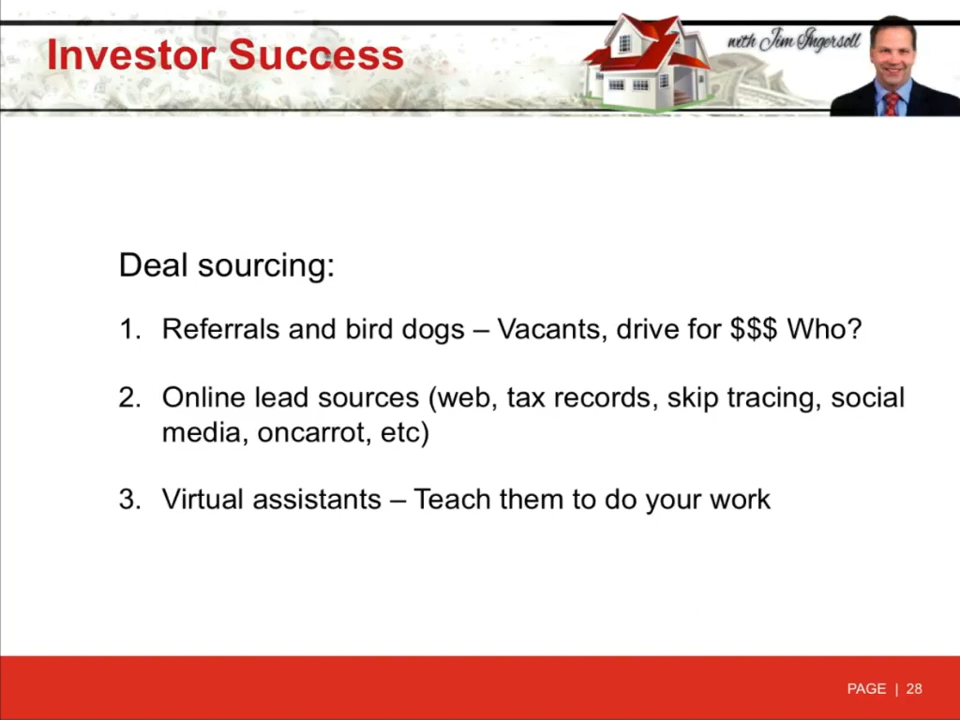 Investor Success
with Jim Ingersoll
Deal sourcing:
1. Referrals and bird dogs – Vacants, drive for $$$ Who?
2. Online lead sources (web, tax records, skip tracing, social
media, oncarrot, etc)
3. Virtual assistants – Teach them to do your work
PAGE | 28